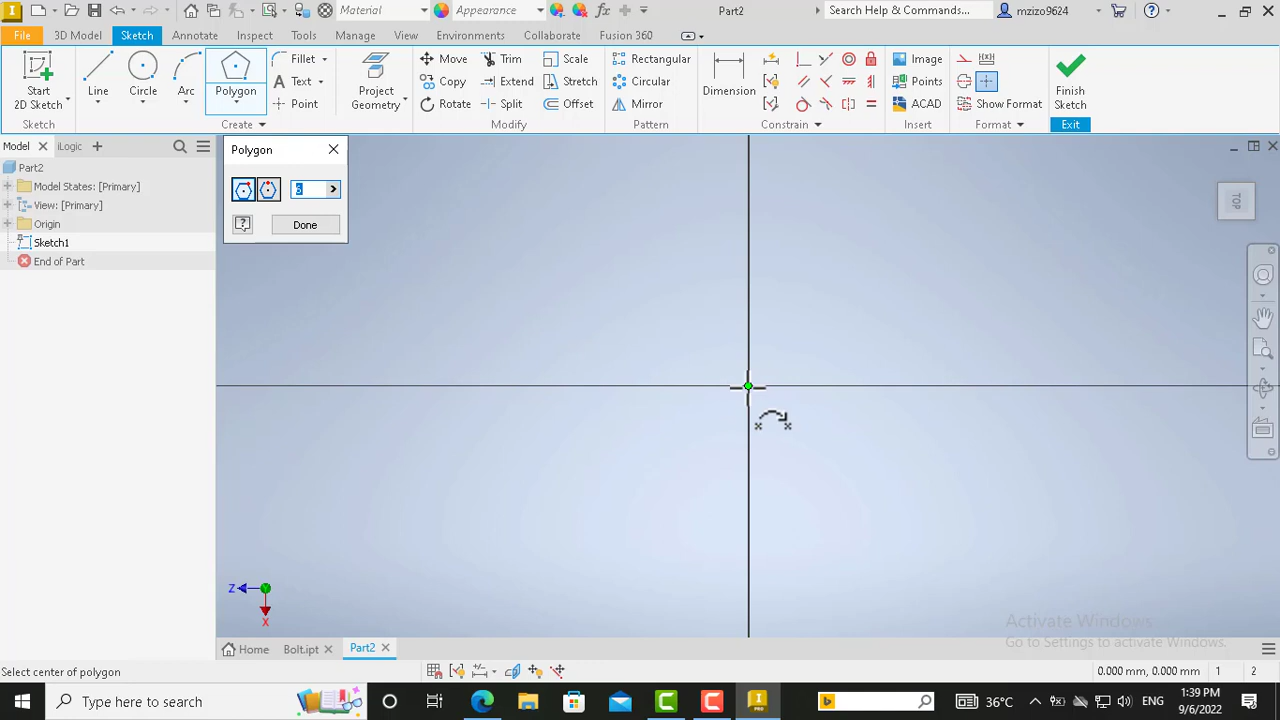 Material
Appearance
Part2
Search Help & Commands...
mzizo9624
File
3D Model
Sketch
Annotate
Inspect
Tools
Manage
View
Environments
Collaborate
Fusion 360
Start
2D Sketch
Line
Circle
Arc
Polygon
Fillet
Text
Point
Project
Geometry
Move
Copy
Rotate
Trim
Extend
Split
Scale
Stretch
Offset
Rectangular
Circular
Mirror
Dimension
Image
Points
ACAD
Show Format
Finish
Sketch
Sketch
Create
Modify
Pattern
Constrain
Insert
Format
Exit
Model
iLogic
Part2
Model States: [Primary]
View: [Primary]
Origin
Sketch1
End of Part
Polygon
6
Done
TOP
Z
X
Activate Windows
Go to Settings to activate Windows.
Home
Bolt.ipt
Part2
Select center of polygon
0.000 mm, 0.000 mm
1
2
Type here to search
PRO
36°C
ENG
1:39 PM
9/6/2022